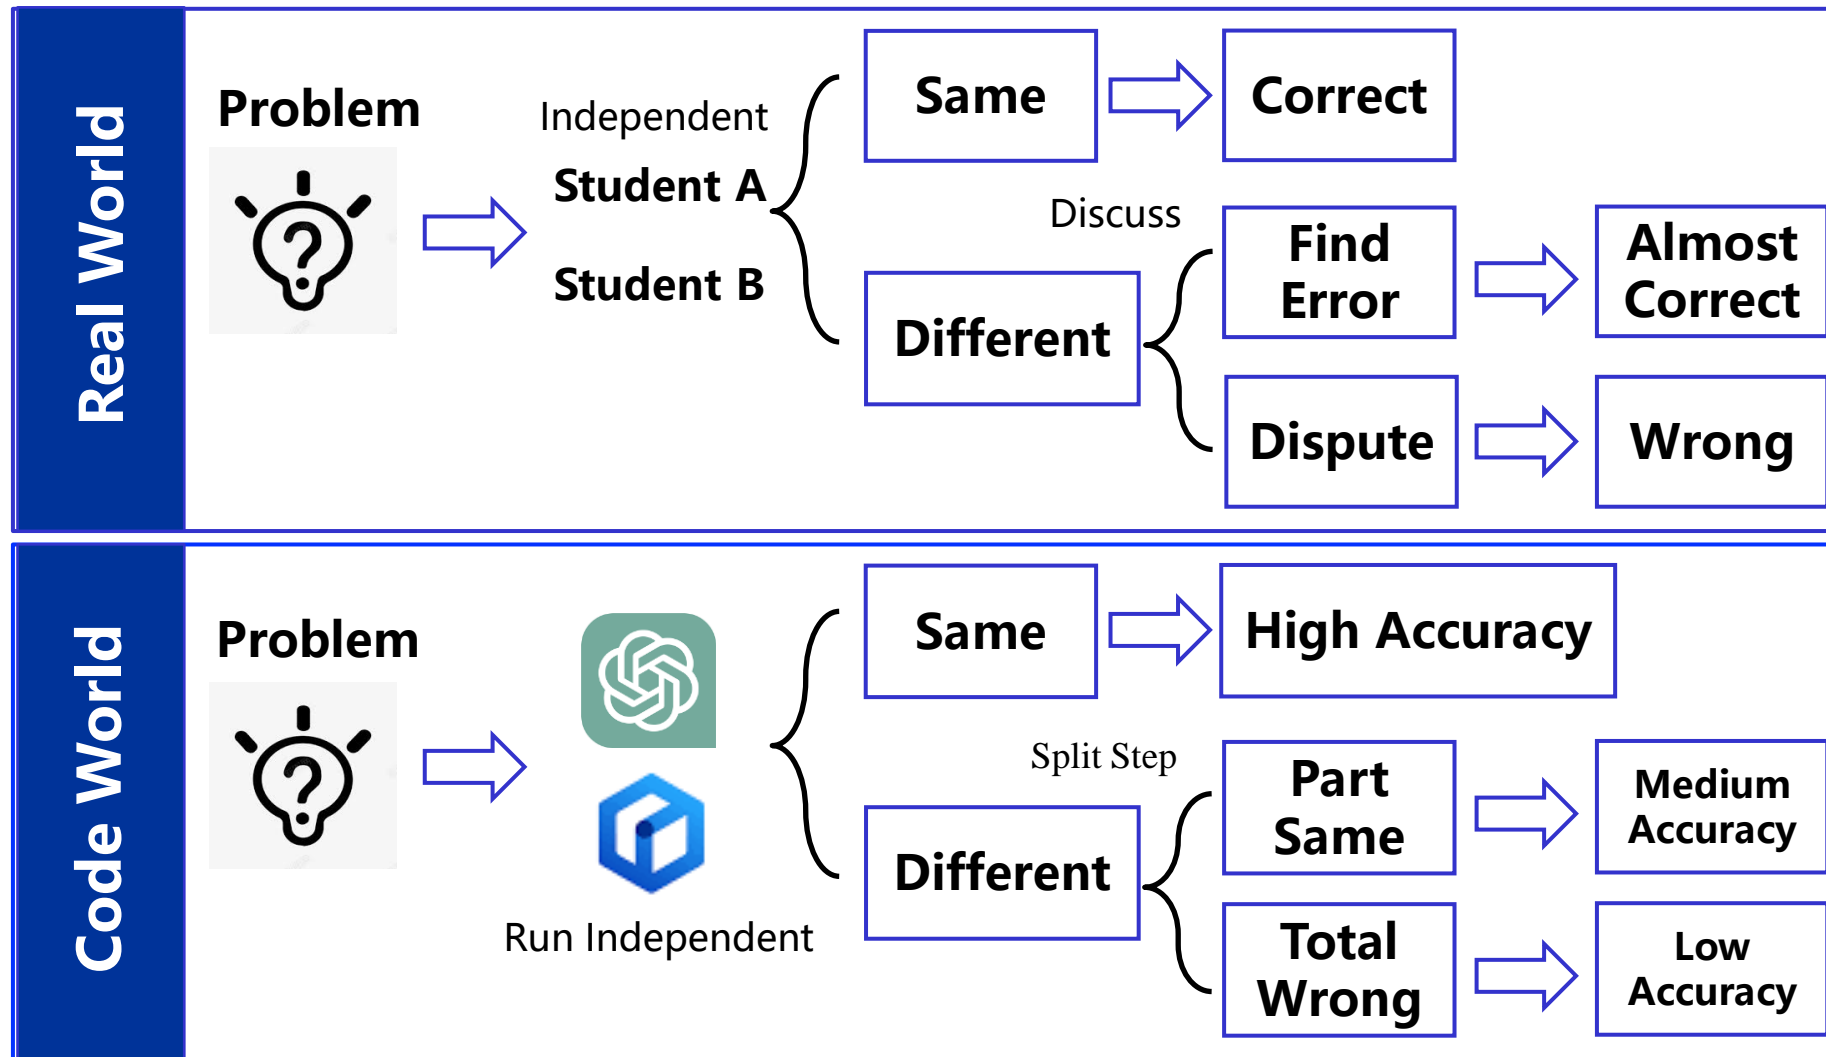 Real World
Problem
?
Independent
Student A
Student B
Same
Correct
Discuss
Different
Find
Error
Almost
Correct
Dispute
Wrong
Code World
Problem
?
Run Independent
Same
High Accuracy
Split Step
Different
Part
Same
Medium
Accuracy
Total
Wrong
Low
Accuracy